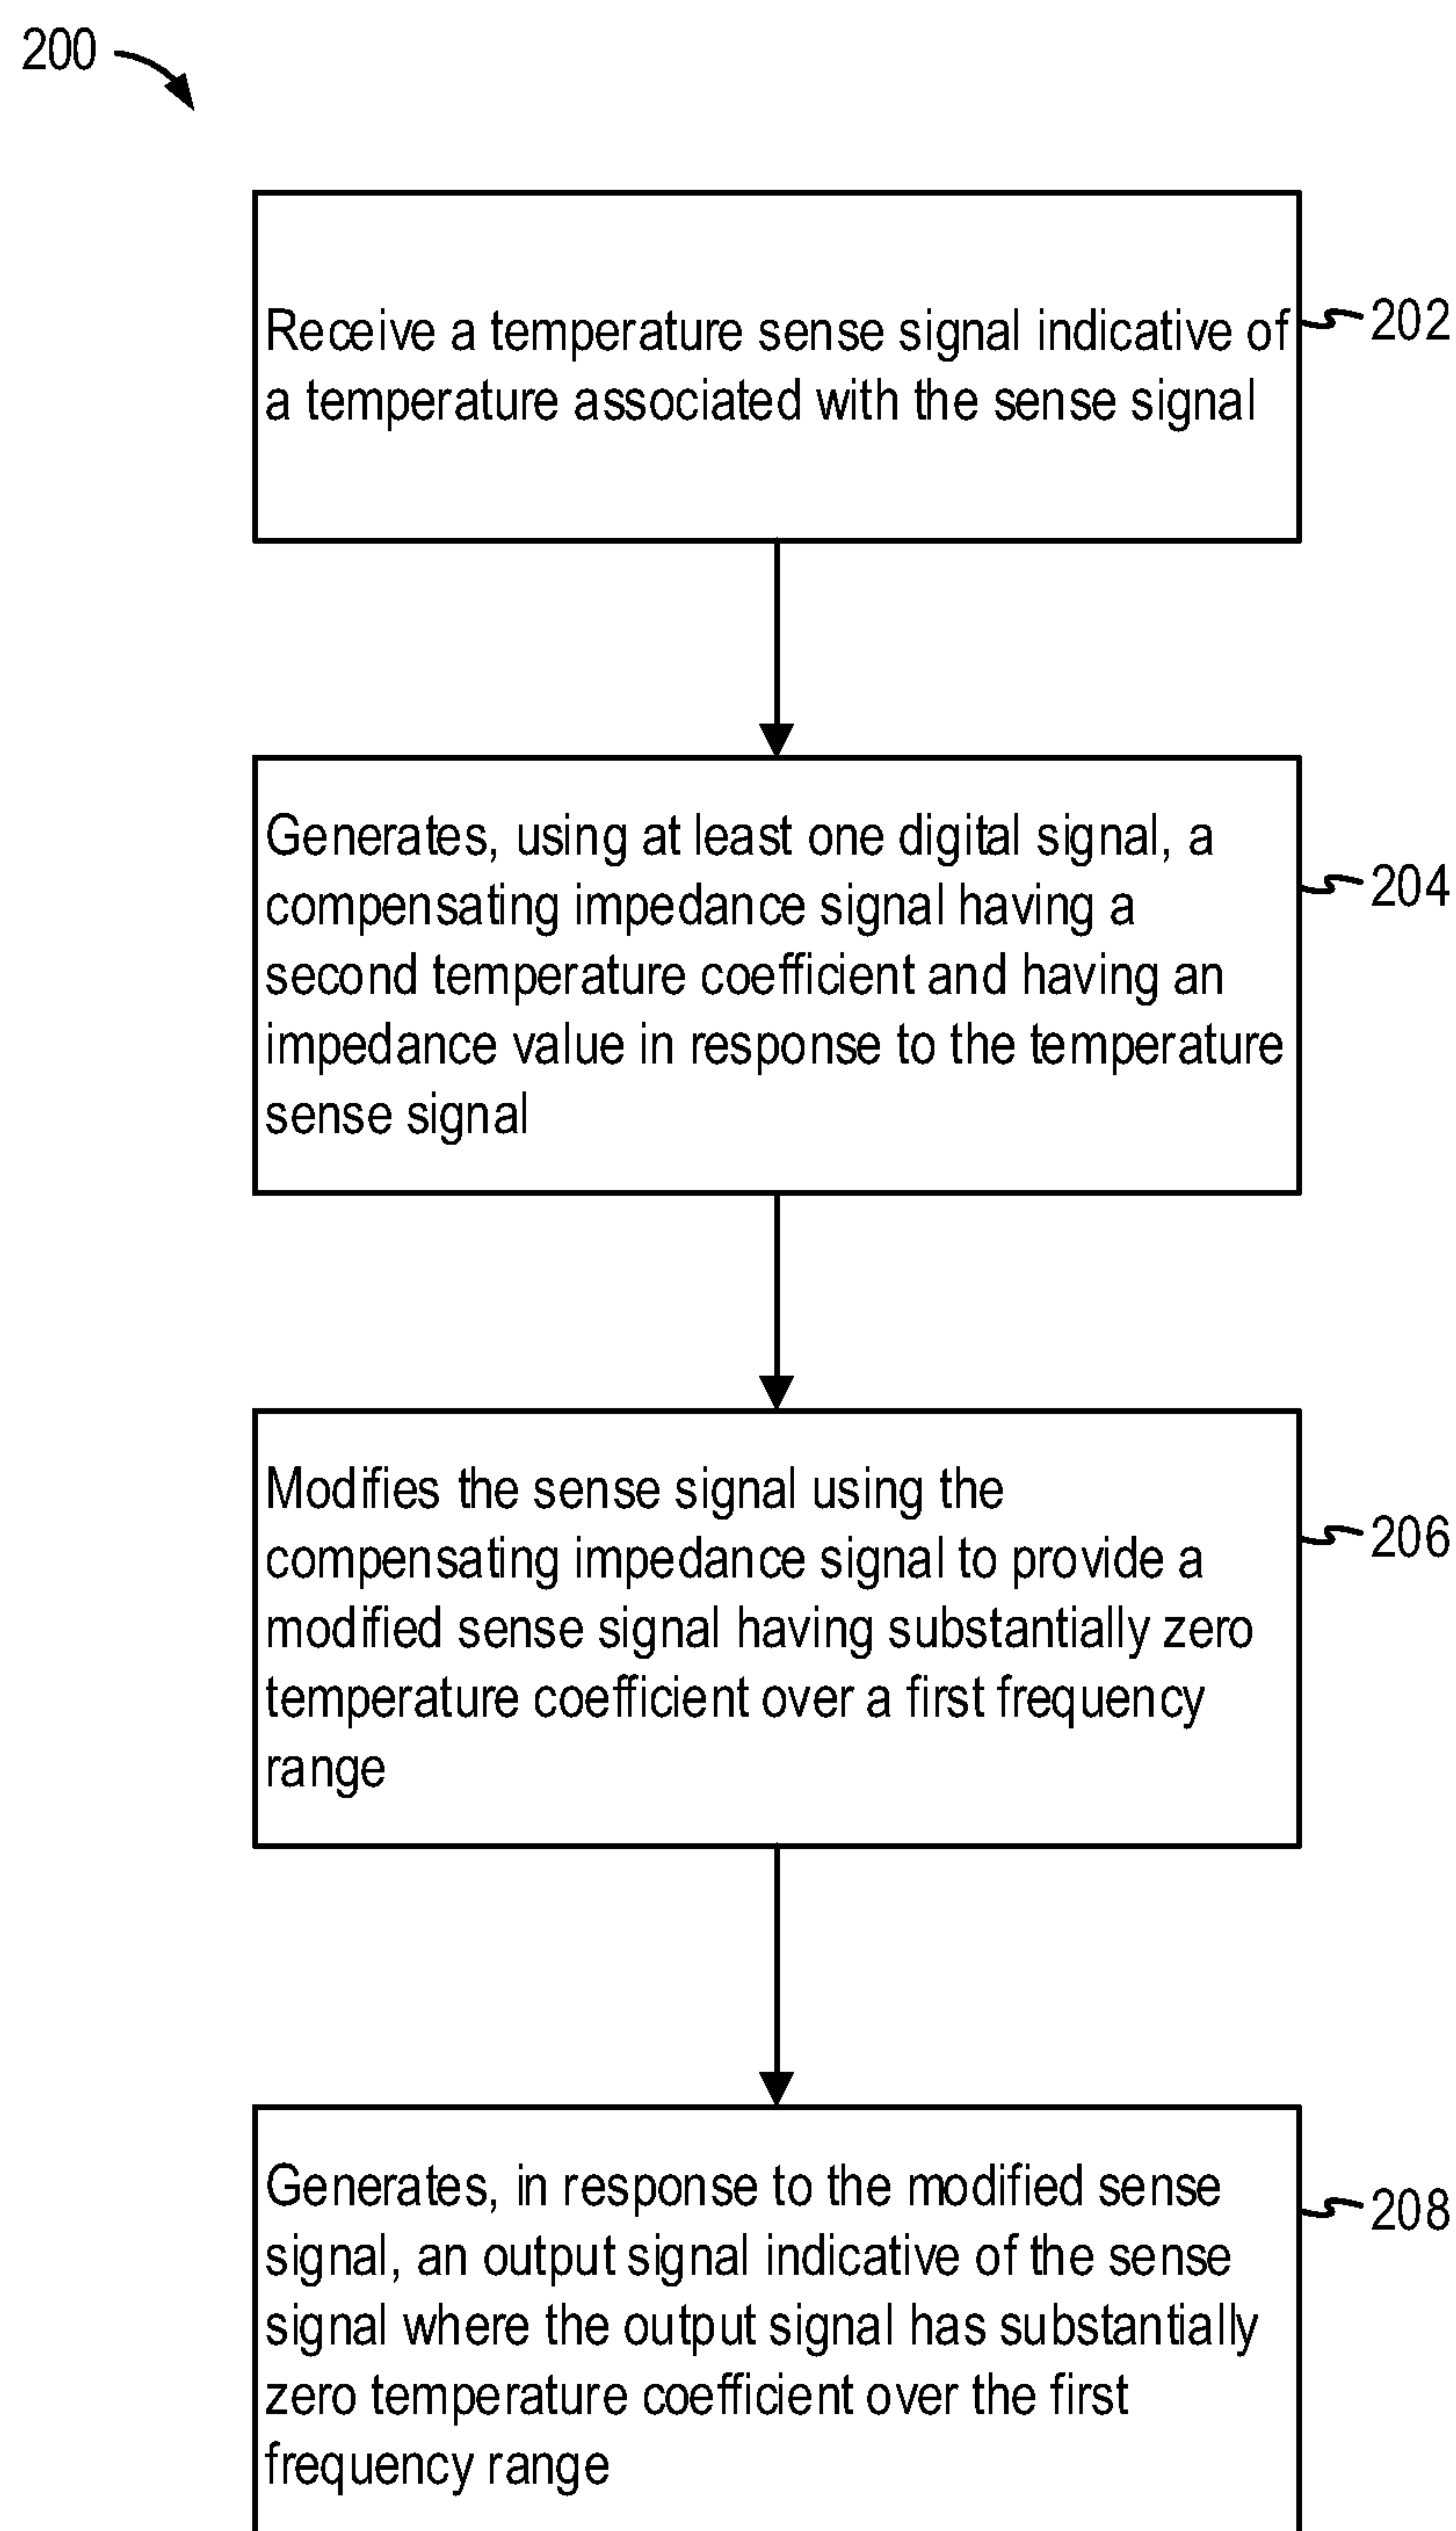 200
Receive a temperature sense signal indicative of
a temperature associated with the sense signal
202
Generates, using at least one digital signal, a
compensating impedance signal having a
second temperature coefficient and having an
impedance value in response to the temperature
sense signal
204
Modifies the sense signal using the
compensating impedance signal to provide a
modified sense signal having substantially zero
temperature coefficient over a first frequency
range
206
Generates, in response to the modified sense
signal, an output signal indicative of the sense
signal where the output signal has substantially
zero temperature coefficient over the first
frequency range
208